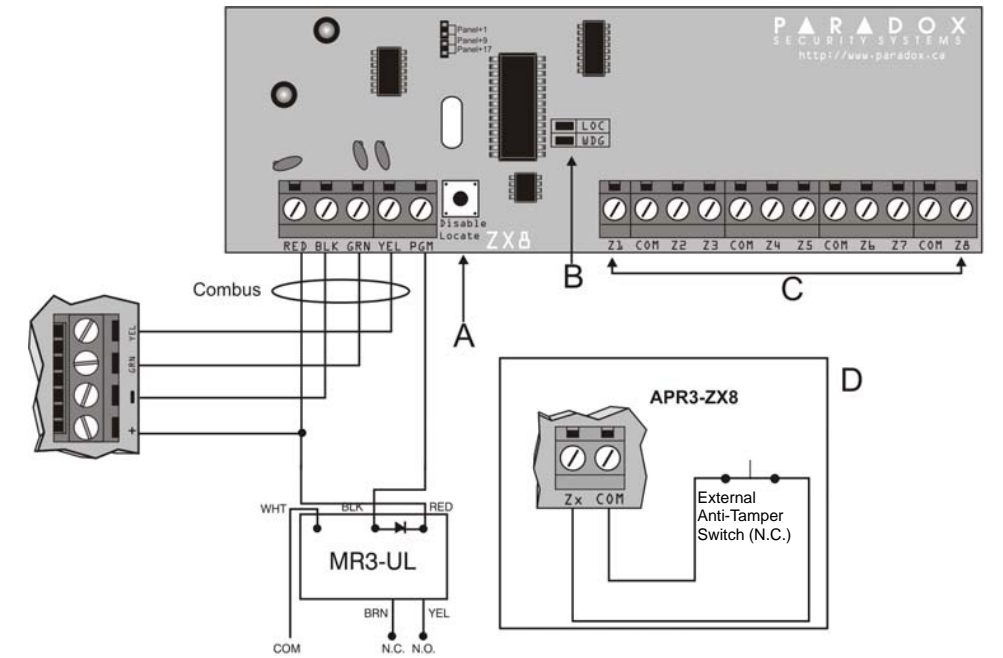 Panel+1
Panel+9
Panel+17
PARADOX
SECURITY SYSTEMS
http://www.paradox.ca
LOC
WDG
Disable
Locate
ZX8
RED BLK GRN YEL PGM
Z1 COM Z2 Z3 COM Z4 Z5 COM Z6 Z7 COM Z8
A
B
C
Combus
YEL
GRN
-
+
WHT
BLK
RED
MR3-UL
BRN
YEL
COM
N.C.
N.O.
D
APR3-ZX8
Zx COM
External
Anti-Tamper
Switch (N.C.)